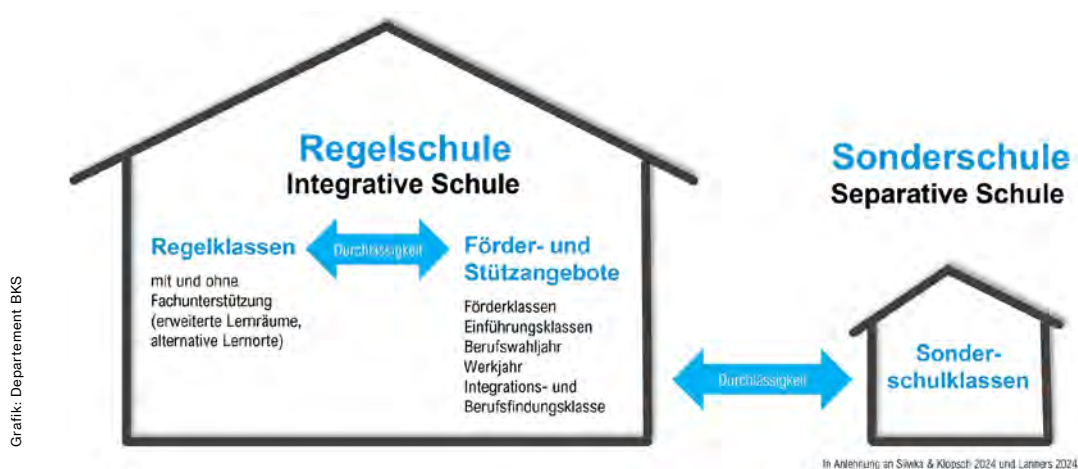 Regelschule
Integrative Schule
Regelklassen
mit und ohne
Fachunterstützung
(erweiterte Lernräume,
alternative Lernorte)
Durchlässigkeit
Förder- und
Stützangebote
Förderklassen
Einführungsklassen
Berufswahljahr
Werkjahr
Integrations- und
Berufsfindungsklasse
Durchlässigkeit
Sonderschule
Separative Schule
Sonder-
schulklassen
Grafik: Departement BKS
In Anlehnung an Sliwka & Klopsch 2024 und Lanners 2024